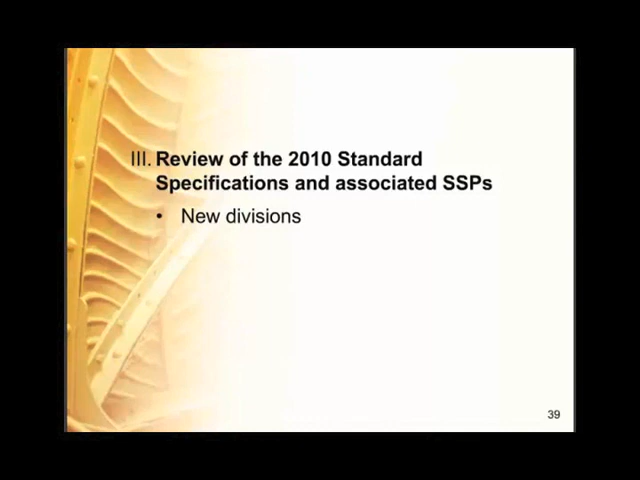 III. Review of the 2010 Standard
Specifications and associated SSPs
• New divisions
39